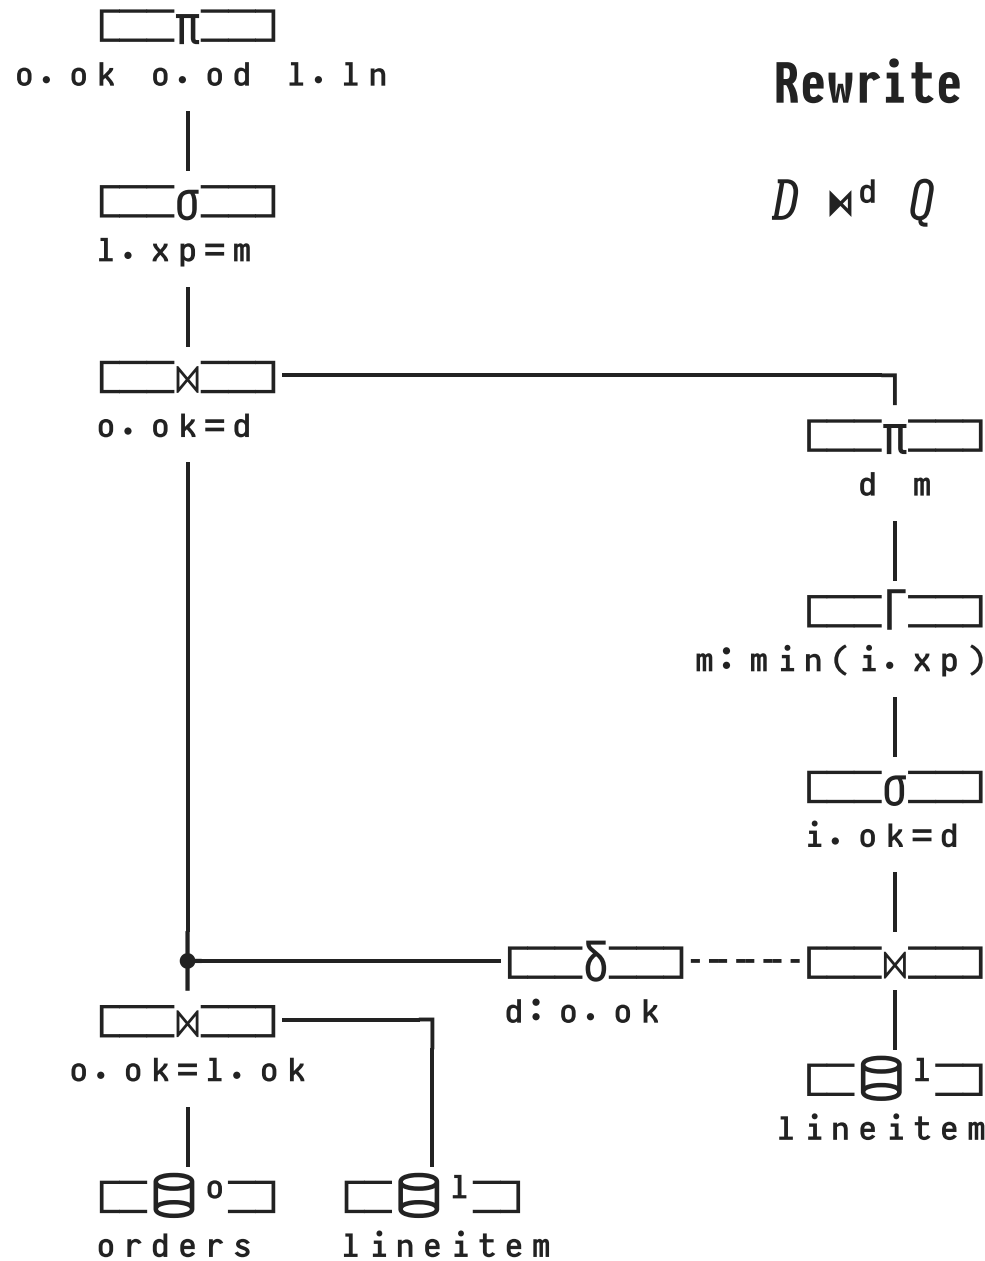 π
o.ok o.od l.ln
Rewrite
D ⧑ᵈ Q
σ
l.xp=m
⋈
o.ok=d
π
d m
Γ
m:min(i.xp)
σ
i.ok=d
δ ⋈
d:o.ok
⋈
o.ok=l.ok
l
lineitem
o l
orders lineitem